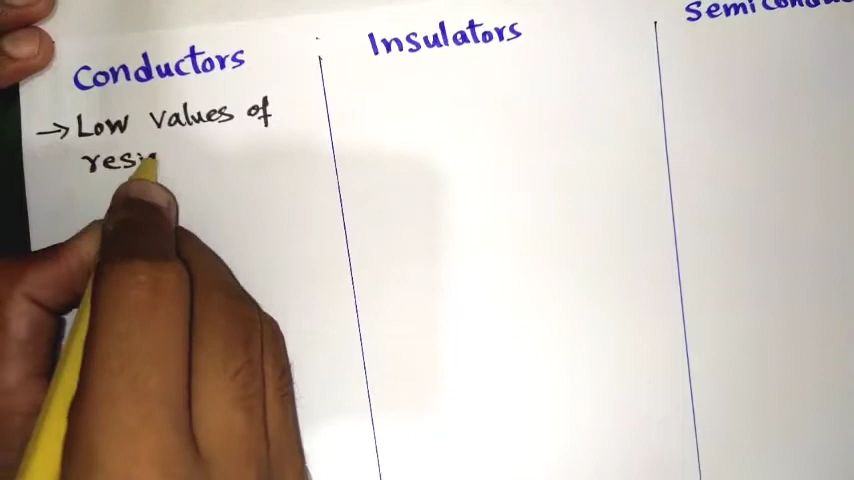 Conductors
Insulators
→ Low values of